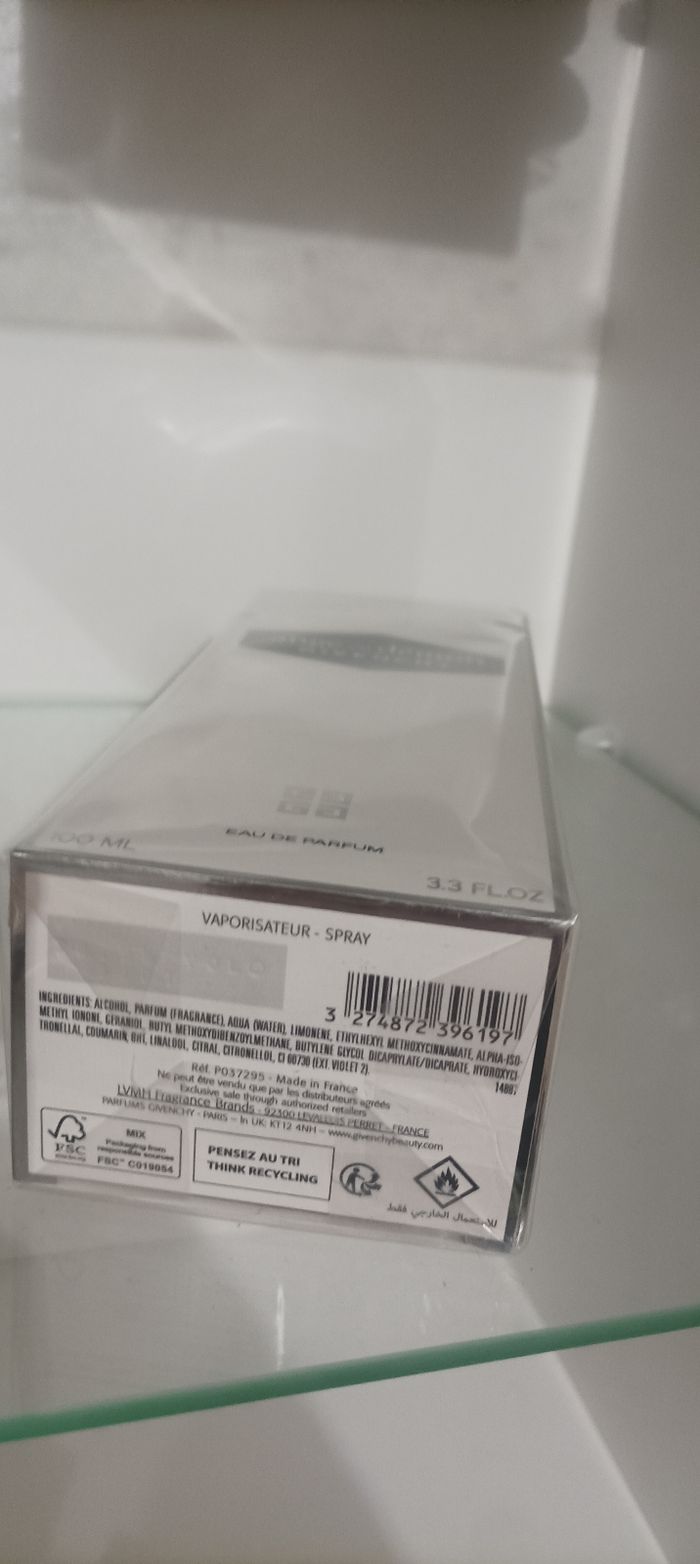 100 ML
EAU DE PARFUM
3.3 FL.OZ
VAPORISATEUR - SPRAY
3 274872 396197
INGREDIENTS: ALCOHOL, PARFUM (FRAGRANCE), AQUA (WATER), LIMONENE, ETHYLHEXYL METHOXYCINNAMATE, ALPHA-ISO-
METHYL IONONE, GERANIOL, BUTYL METHOXYDIBENZOYLMETHANE, BUTYLENE GLYCOL DICAPRYLATE/DICAPRATE, HYDROXYCI-
TRONELLAL, COUMARIN, BHT, LINALOOL, CITRAL, CITRONELLOL, CI 60730 (EXT. VIOLET 2).
Réf. P037295 - Made in France
Ne peut être vendu que par les distributeurs agréés
Exclusive sale through authorized retailers
LVMH Fragrance Brands - 92300 LEVALLOIS PERRET - FRANCE
PARFUMS GIVENCHY - PARIS - In UK: KT12 4NH - www.givenchybeauty.com
FSC
MIX
Packaging from
responsible sources
FSC™ C019054
PENSEZ AU TRI
THINK RECYCLING
للاستعمال الخارجي فقط